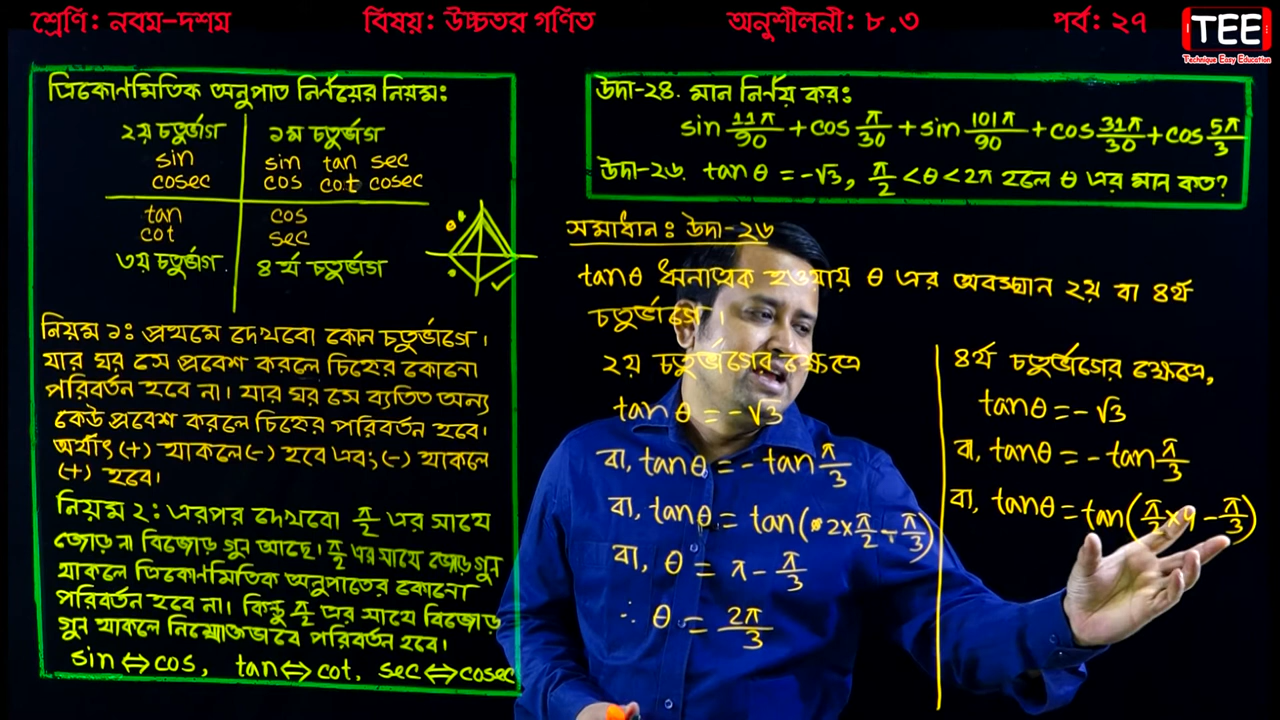 শ্রেণি: নবম-দশম
বিষয়: উচ্চতর গণিত
অনুশীলনী: ৮.৩
পর্ব: ২৭
TEE
Technique Easy Education
ত্রিকোণমিতিক অনুপাত নির্ণয়ের নিয়ম:
২য় চতুর্ভাগ
sin
cosec
১ম চতুর্ভাগ
sin tan sec
cos cot cosec
tan
cot
৩য় চতুর্ভাগ.
cos
sec
৪র্থ চতুর্ভাগ
নিয়ম ১: প্রথমে দেখবো কোন চতুর্ভাগে।
যার ঘর সে প্রবেশ করলে চিহ্নের কোনো
পরিবর্তন হবে না। যার ঘর সে ব্যতিত অন্য
কেউ প্রবেশ করলে চিহ্নের পরিবর্তন হবে।
অর্থাৎ (+) থাকলে (-) হবে এবং (-) থাকলে
(+) হবে।
নিয়ম ২: এরপর দেখবো π/2 এর সাথে
জোড় না বিজোড় গুন আছে। π/2 এর সাথে জোড় গুন
থাকলে ত্রিকোণমিতিক অনুপাতের কোনো
পরিবর্তন হবে না। কিন্তু π/2 এর সাথে বিজোড়
গুন থাকলে নিম্নোক্তভাবে পরিবর্তন হবে।
sin ⇔ cos, tan ⇔ cot, sec ⇔ cosec
উদা-২৪. মান নির্ণয় কর:
sin 11π/90 + cos π/30 + sin 101π/90 + cos 31π/30 + cos 5π/3
উদা-২৬. tan θ = -√3, π/2 < θ < 2π হলে θ এর মান কত?
সমাধান: উদা-২৬
tanθ ঋনাত্মক হওয়ায় θ এর অবস্থান ২য় বা ৪র্থ
চতুর্ভাগে।
২য় চতুর্ভাগের ক্ষেত্রে
tan θ = -√3
বা, tan θ = - tan π/3
বা, tan θ = tan(2×π/2 - π/3)
বা, θ = π - π/3
∴ θ = 2π/3
৪র্থ চতুর্ভাগের ক্ষেত্রে,
tanθ = -√3
বা, tanθ = -tan π/3
বা, tanθ = tan(π/2×9 - π/3)